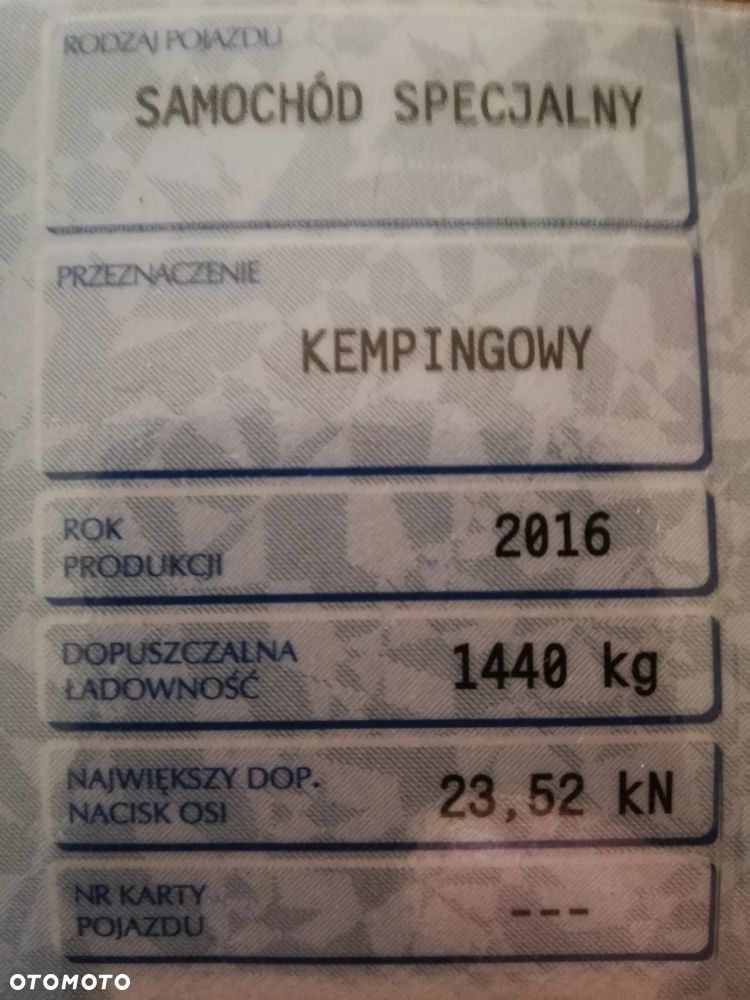 RODZAJ POJAZDU
SAMOCHÓD SPECJALNY
PRZEZNACZENIE
KEMPINGOWY
ROK
PRODUKCJI
2016
DOPUSZCZALNA
ŁADOWNOŚĆ
1440 kg
NAJWIĘKSZY DOP.
NACISK OSI
23,52 kN
NR KARTY
POJAZDU
---
OTOMOTO